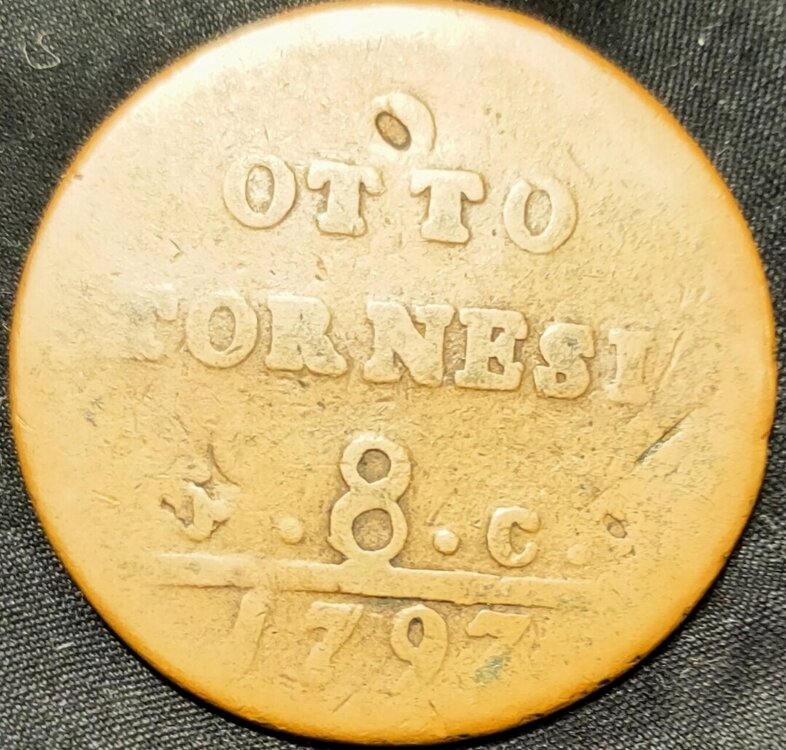 OTTO
TORNESI
. 8 . C .
1797